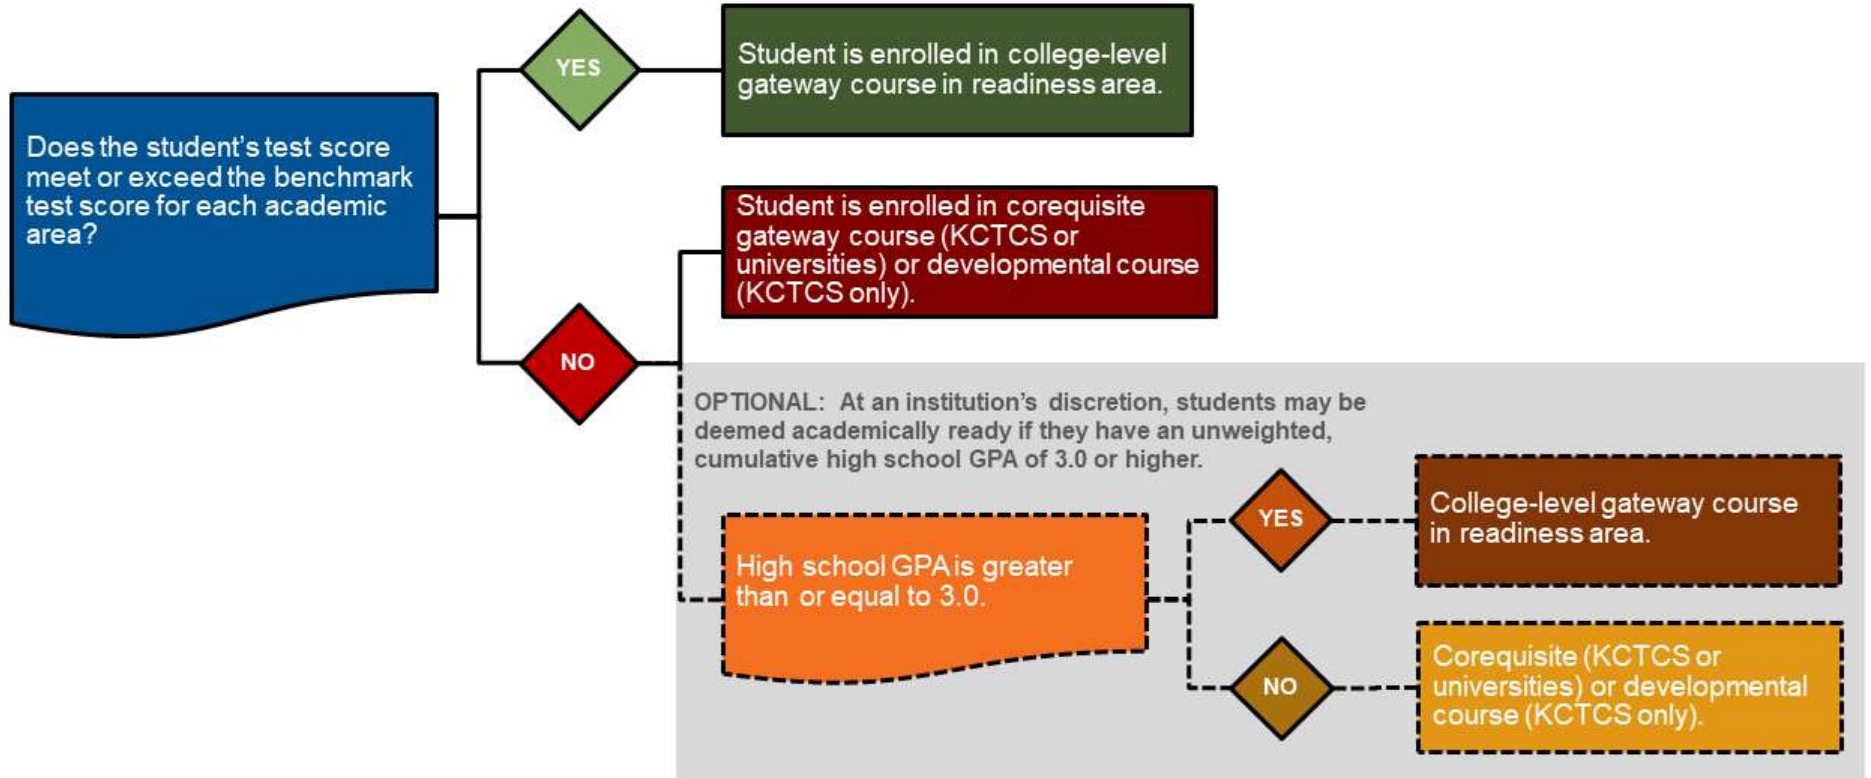 Does the student's test score
meet or exceed the benchmark
test score for each academic
area?
YES
Student is enrolled in college-level
gateway course in readiness area.
NO
Student is enrolled in corequisite
gateway course (KCTCS or
universities) or developmental course
(KCTCS only).
OPTIONAL: At an institution's discretion, students may be
deemed academically ready if they have an unweighted,
cumulative high school GPA of 3.0 or higher.
High school GPA is greater
than or equal to 3.0.
YES
College-level gateway course
in readiness area.
NO
Corequisite (KCTCS or
universities) or developmental
course (KCTCS only).